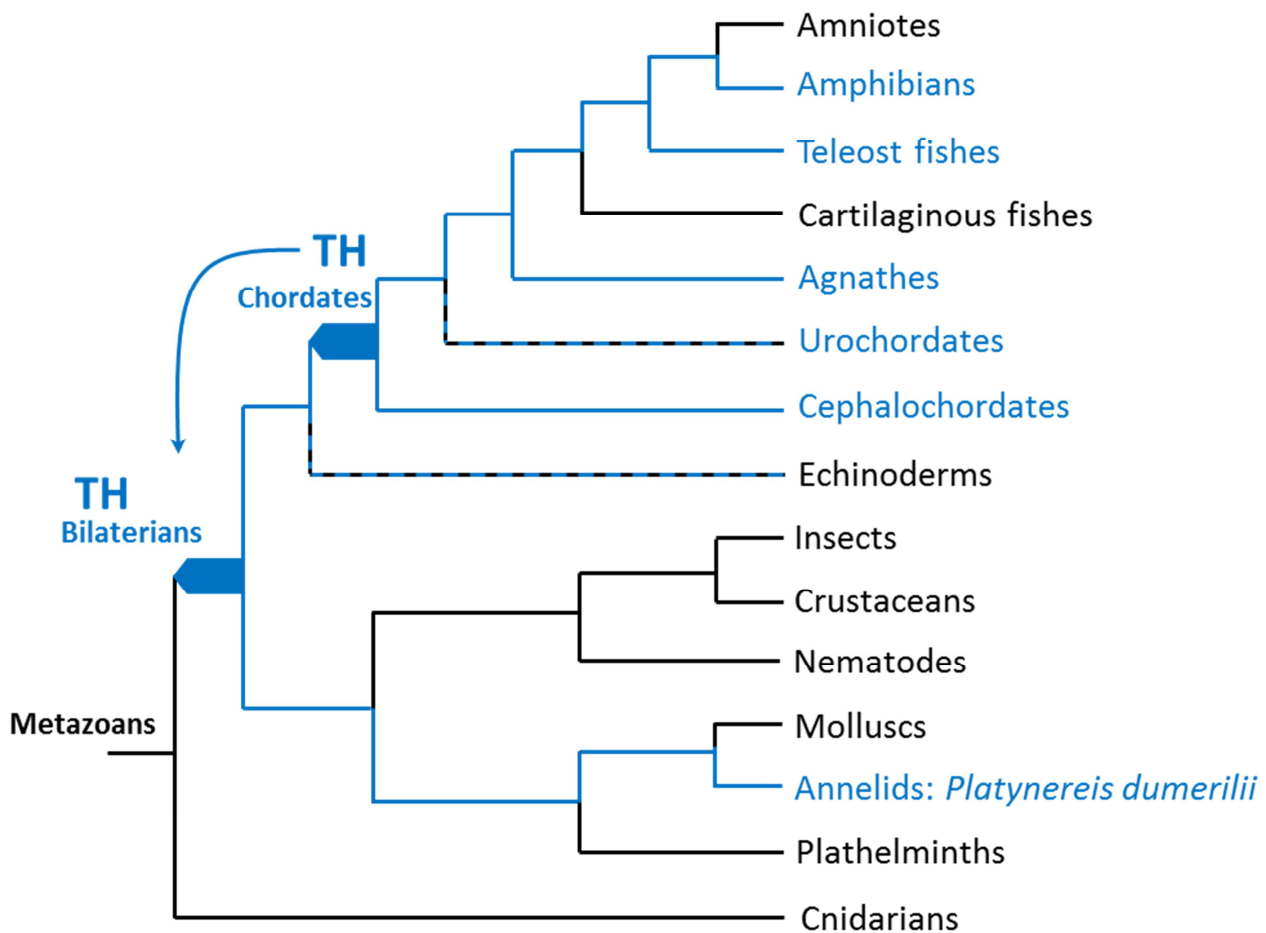 Amniotes
Amphibians
Teleost fishes
Cartilaginous fishes
TH
Chordates
Agnathes
Urochordates
Cephalochordates
Echinoderms
TH
Bilaterians
Insects
Crustaceans
Nematodes
Metazoans
Molluscs
Annelids: Platynereis dumerilii
Plathelminths
Cnidarians